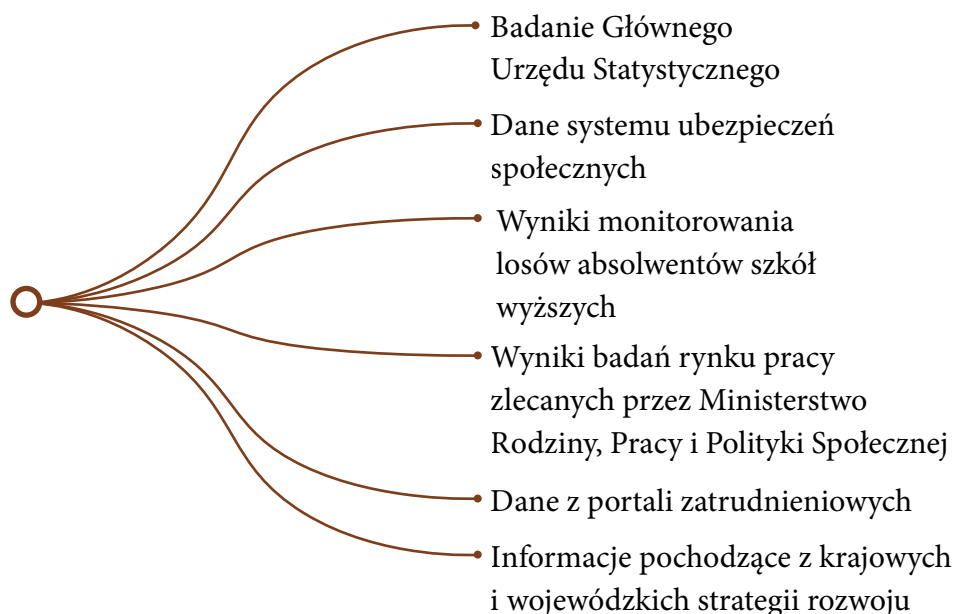 Badanie Głównego
Urzędu Statystycznego
Dane systemu ubezpieczeń
społecznych
Wyniki monitorowania
losów absolwentów szkół
wyższych
Wyniki badań rynku pracy
zlecanych przez Ministerstwo
Rodziny, Pracy i Polityki Społecznej
Dane z portali zatrudnieniowych
Informacje pochodzące z krajowych
i wojewódzkich strategii rozwoju